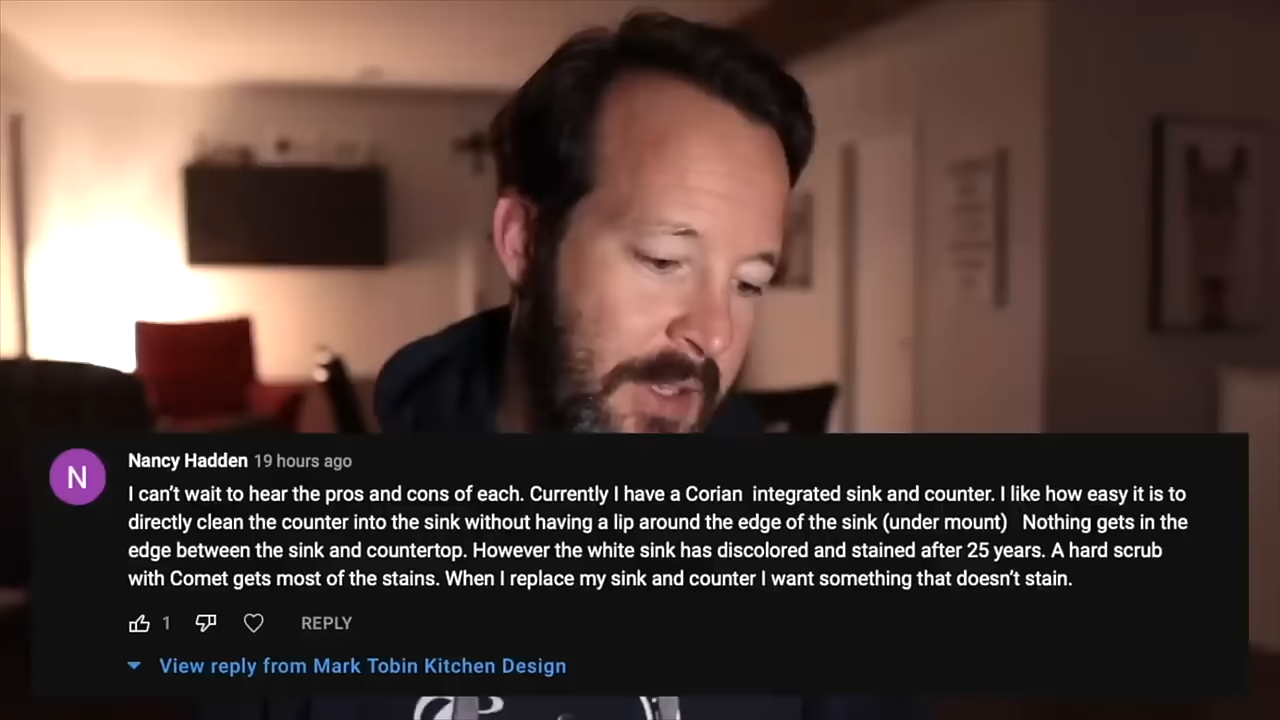 N
Nancy Hadden 19 hours ago
I can't wait to hear the pros and cons of each. Currently I have a Corian  integrated sink and counter. I like how easy it is to
directly clean the counter into the sink without having a lip around the edge of the sink (under mount)   Nothing gets in the
edge between the sink and countertop. However the white sink has discolored and stained after 25 years. A hard scrub
with Comet gets most of the stains. When I replace my sink and counter I want something that doesn't stain.
1 REPLY
View reply from Mark Tobin Kitchen Design